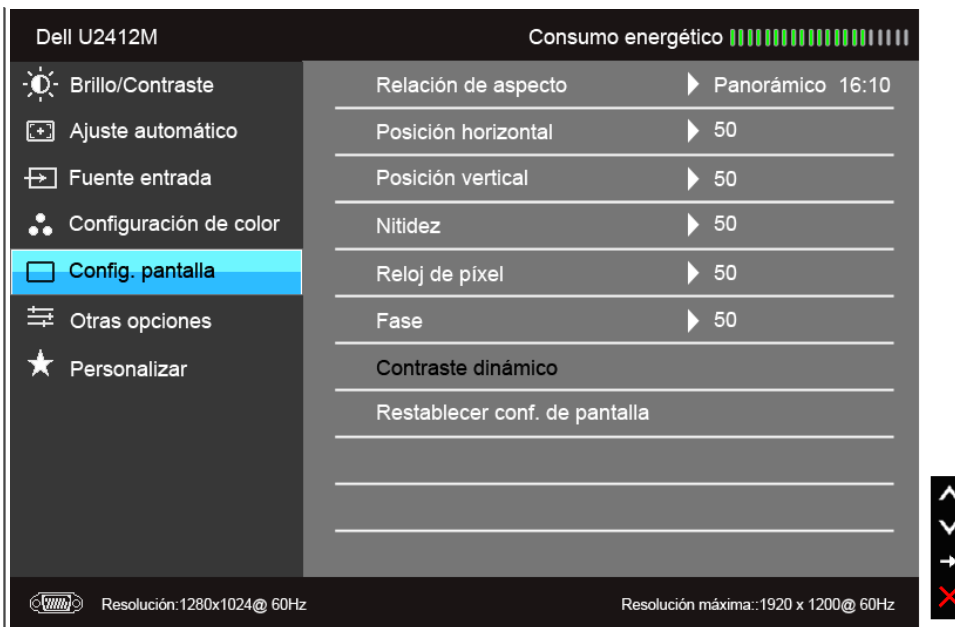 Dell U2412M Consumo energético
Brillo/Contraste Relación de aspecto Panorámico 16:10
Ajuste automático Posición horizontal 50
Fuente entrada Posición vertical 50
Configuración de color Nitidez 50
Config. pantalla Reloj de píxel 50
Otras opciones Fase 50
Personalizar Contraste dinámico
Restablecer conf. de pantalla
Resolución:1280x1024@ 60Hz Resolución máxima::1920 x 1200@ 60Hz